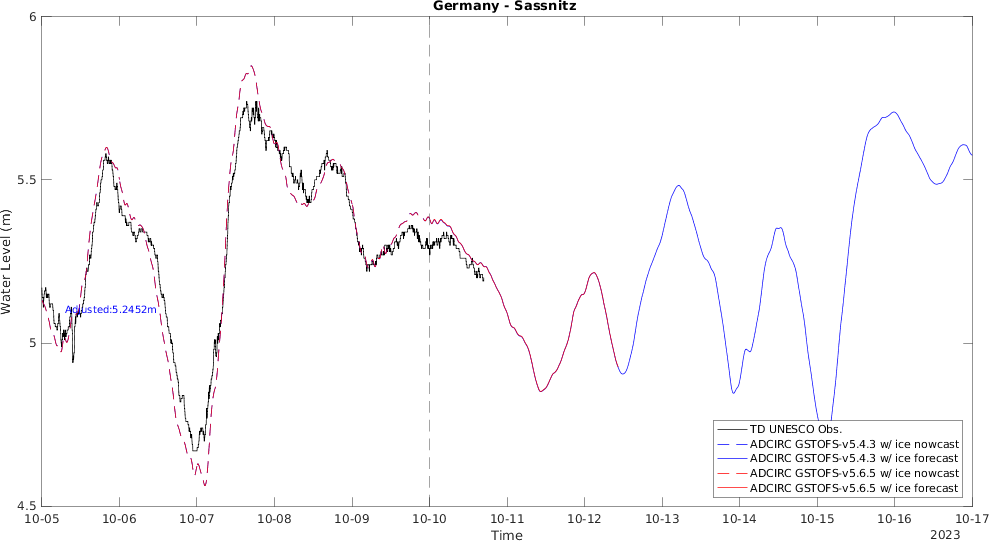 Germany - Sassnitz
6
5.5
5
4.5
Water Level (m)
Adjusted:5.2452m
TD UNESCO Obs.
ADCIRC GSTOFS-v5.4.3 w/ ice nowcast
ADCIRC GSTOFS-v5.4.3 w/ ice forecast
ADCIRC GSTOFS-v5.6.5 w/ ice nowcast
ADCIRC GSTOFS-v5.6.5 w/ ice forecast
10-05 10-06 10-07 10-08 10-09 10-10 10-11 10-12 10-13 10-14 10-15 10-16 10-17
Time
2023